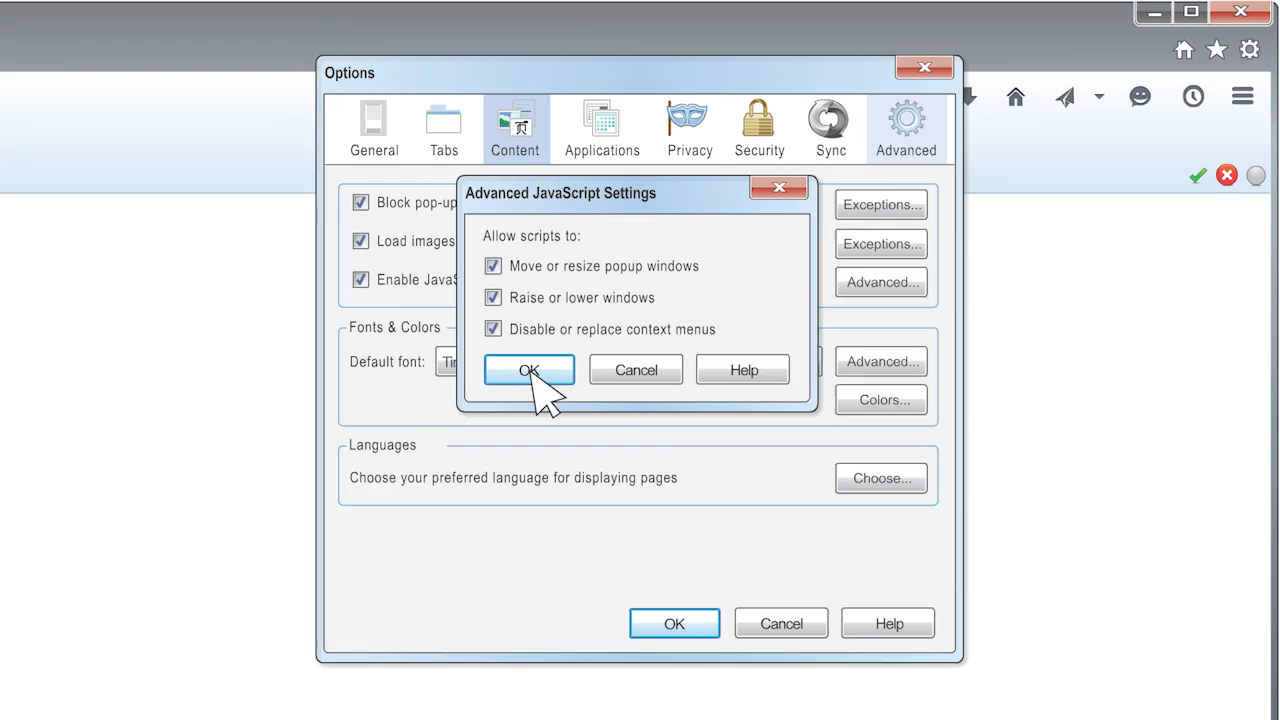 Options
General Tabs Content Applications Privacy Security Sync Advanced
Advanced JavaScript Settings
Block pop-up
Exceptions...
Allow scripts to:
Load images
Exceptions...
Move or resize popup windows
Enable
Advanced...
Raise or lower windows
Fonts & Colors
Disable or replace context menus
Default font:
OK Cancel Help
Advanced...
Colors...
Languages
Choose your preferred language for displaying pages
Choose...
OK Cancel Help